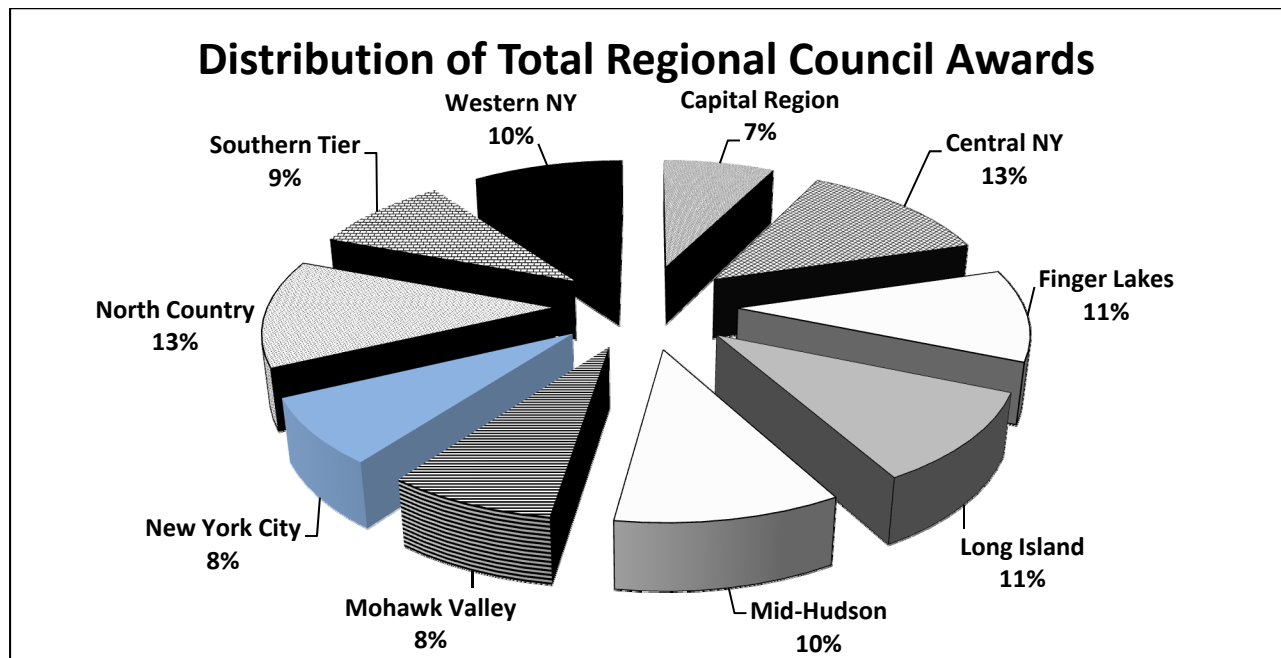 Distribution of Total Regional Council Awards
Western NY
10%
Capital Region
7%
Southern Tier
9%
Central NY
13%
Finger Lakes
11%
North Country
13%
New York City
8%
Long Island
11%
Mohawk Valley
8%
Mid-Hudson
10%